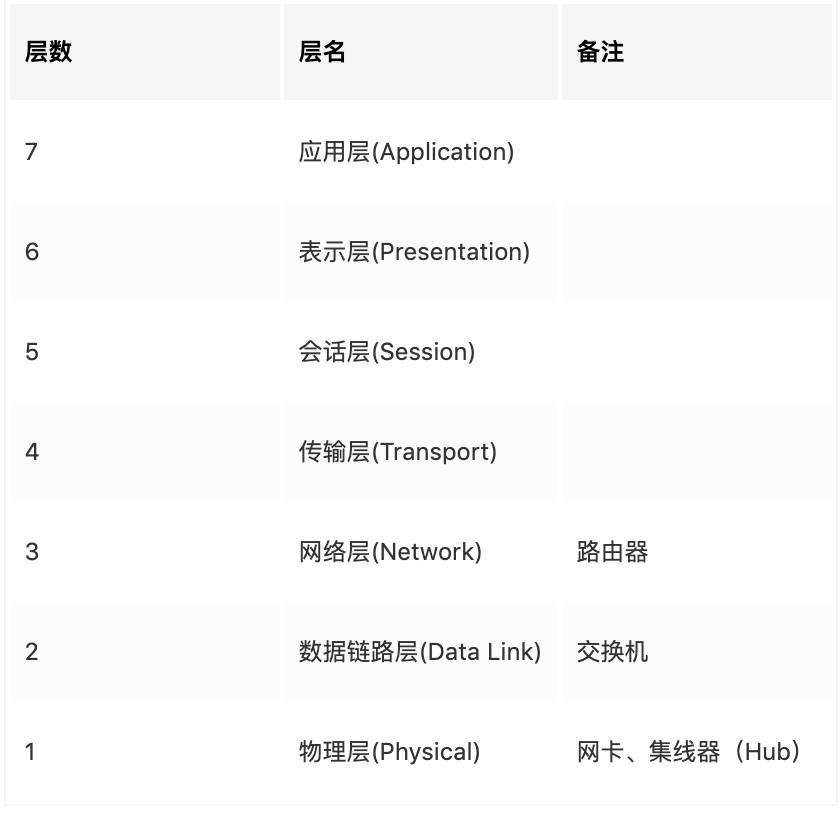 层数 层名 备注
7 应用层(Application)
6 表示层(Presentation)
5 会话层(Session)
4 传输层(Transport)
3 网络层(Network) 路由器
2 数据链路层(Data Link) 交换机
1 物理层(Physical) 网卡、集线器（Hub）